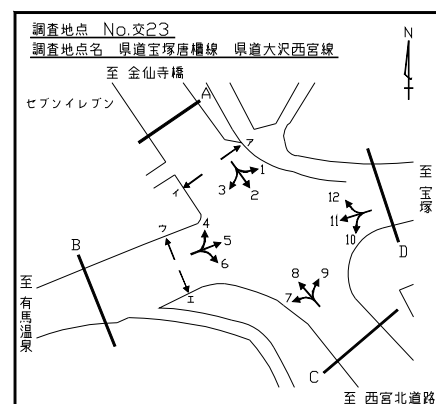 調査地点 No.交23
調査地点名 県道宝塚唐櫃線 県道大沢西宮線
至 金仙寺橋
N
セブンイレブン
A
ア
イ
1
2
3
至 宝塚
12
11
10
D
B
ウ
4
5
6
エ
至 有馬温泉
8
9
7
C
至 西宮北道路